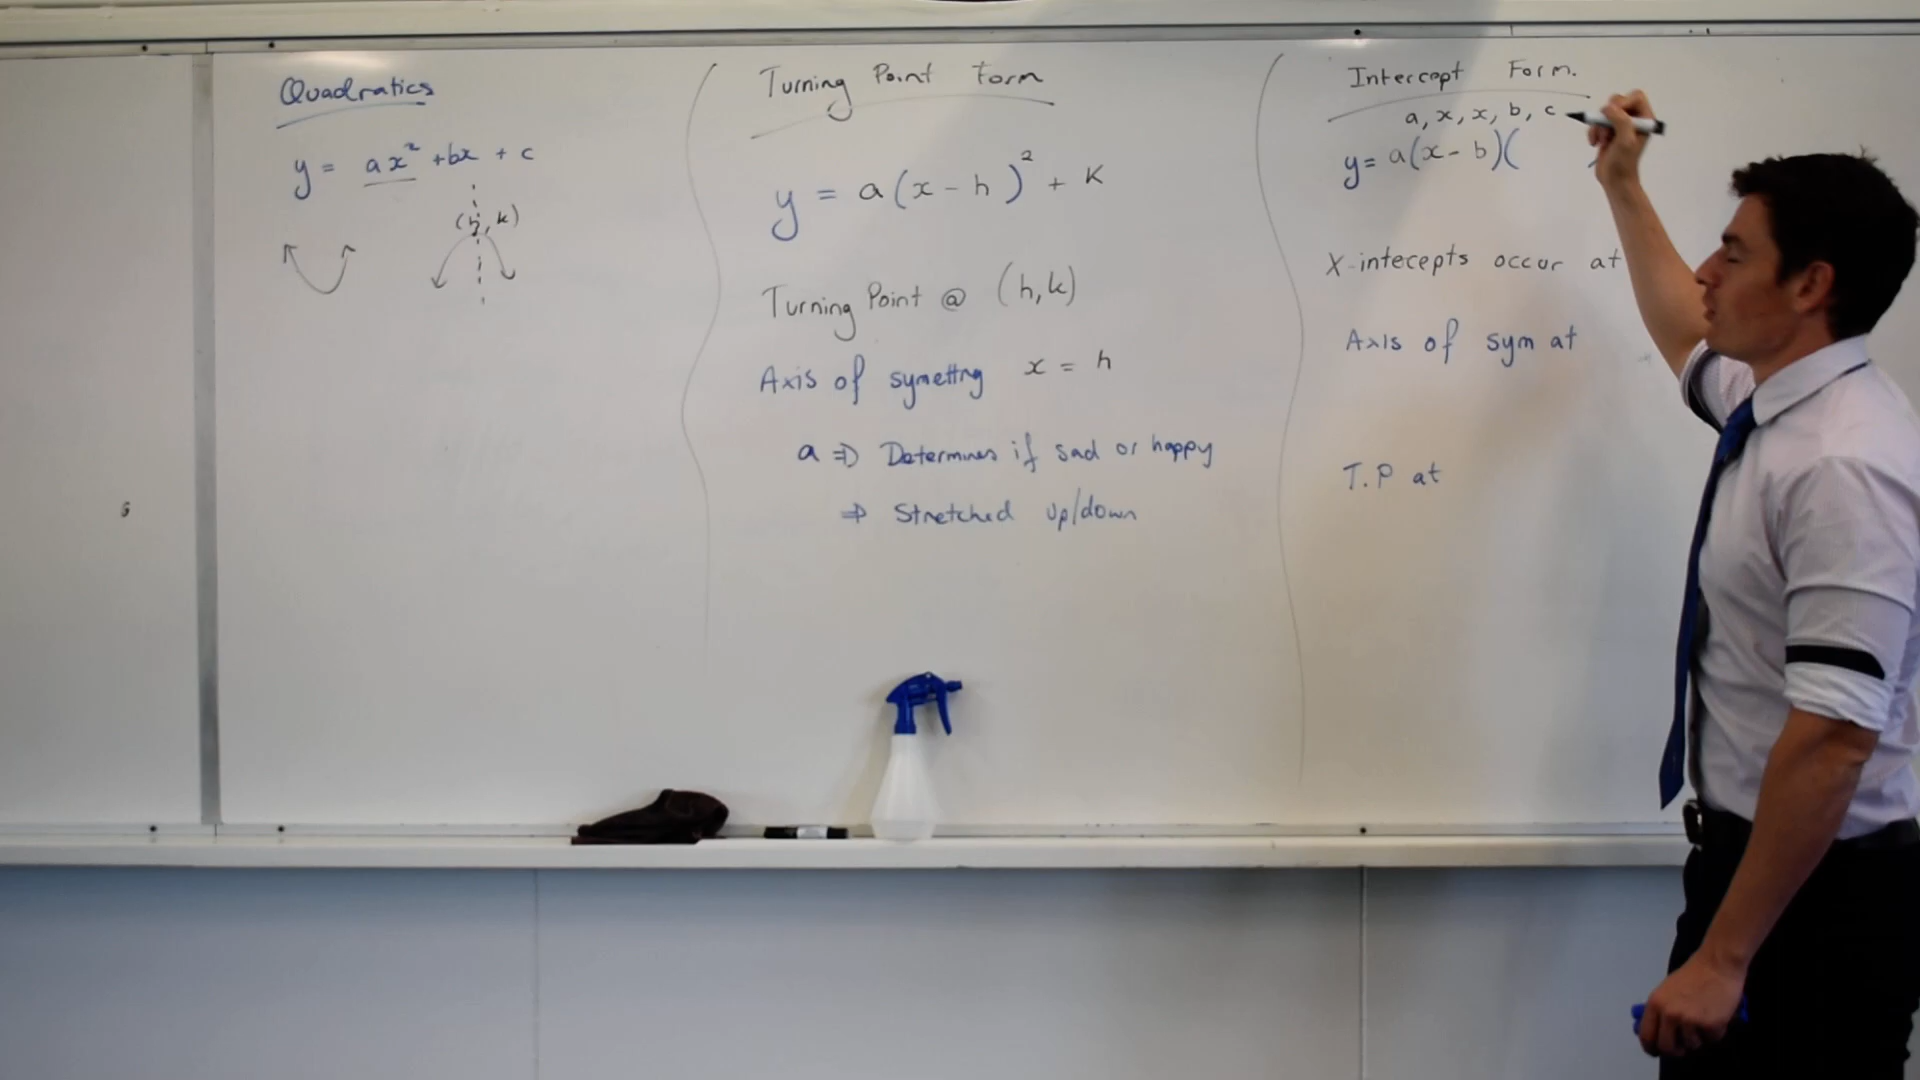 Quadratics
y = ax² + bx + c
(h, k)
Turning Point Form
y = a(x - h)² + k
Turning Point @ (h, k)
Axis of symettry x = h
a ⇒ Determines if sad or happy
⇒ Stretched up/down
Intercept Form.
a, x, x, b, c
y = a(x - b)(
X-intecepts occur at
Axis of sym at
T.P at